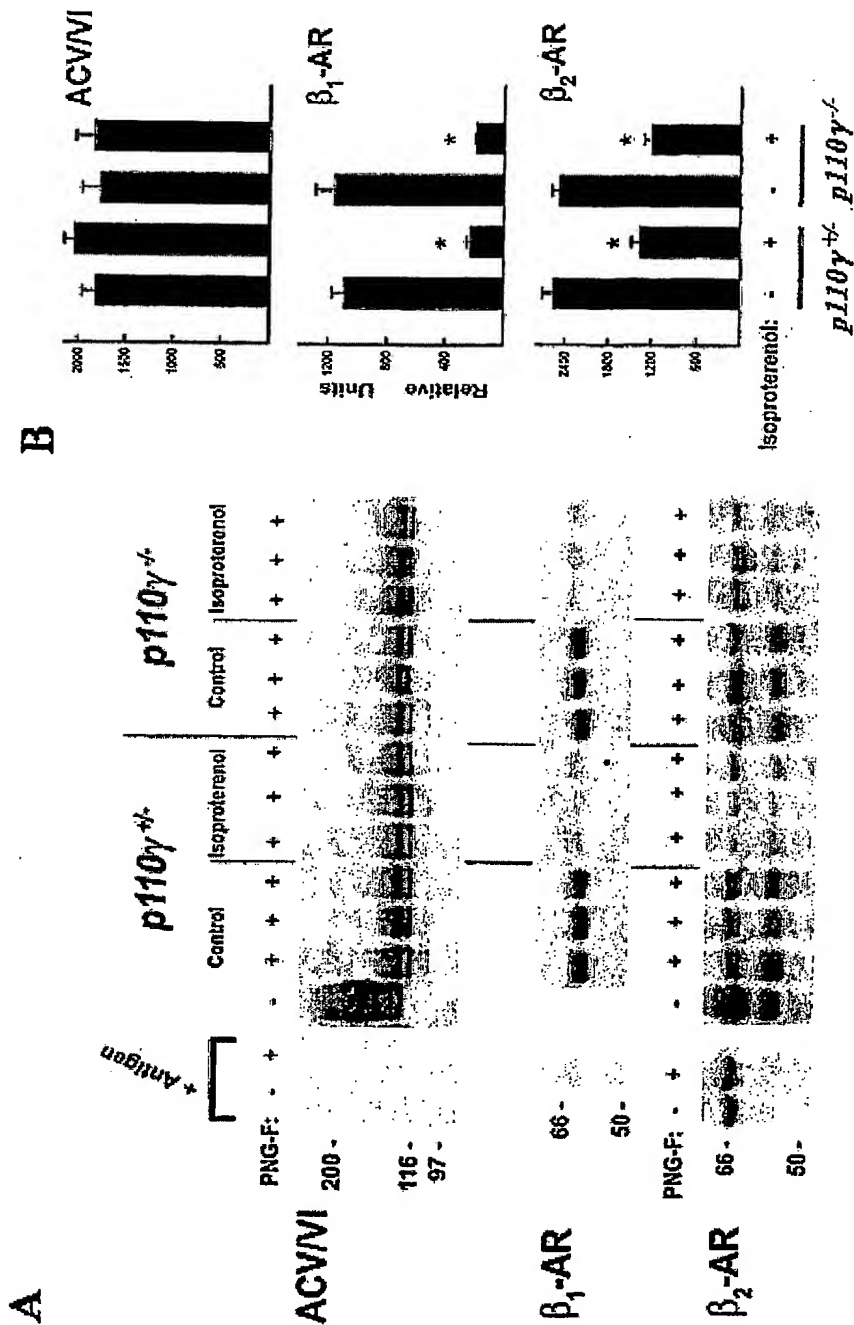 A
p110γ+/-
p110γ-/-
+ Antigen
Control
Isoproterenol
Control
Isoproterenol
PNG-F: - + - + + + + + + + + + + + +
ACV/VI
200 -
116 -
97 -
β1-AR
66 -
50 -
PNG-F: - + - + + + + + + + + + + + +
β2-AR
66 -
50 -
B
ACV/VI
2000
1500
1000
500
β1-AR
1200
800
400
* *
Relative
Units
β2-AR
2400
1800
1200
600
* *
Isoproterenol: - + - +
p110γ+/- p110γ-/-